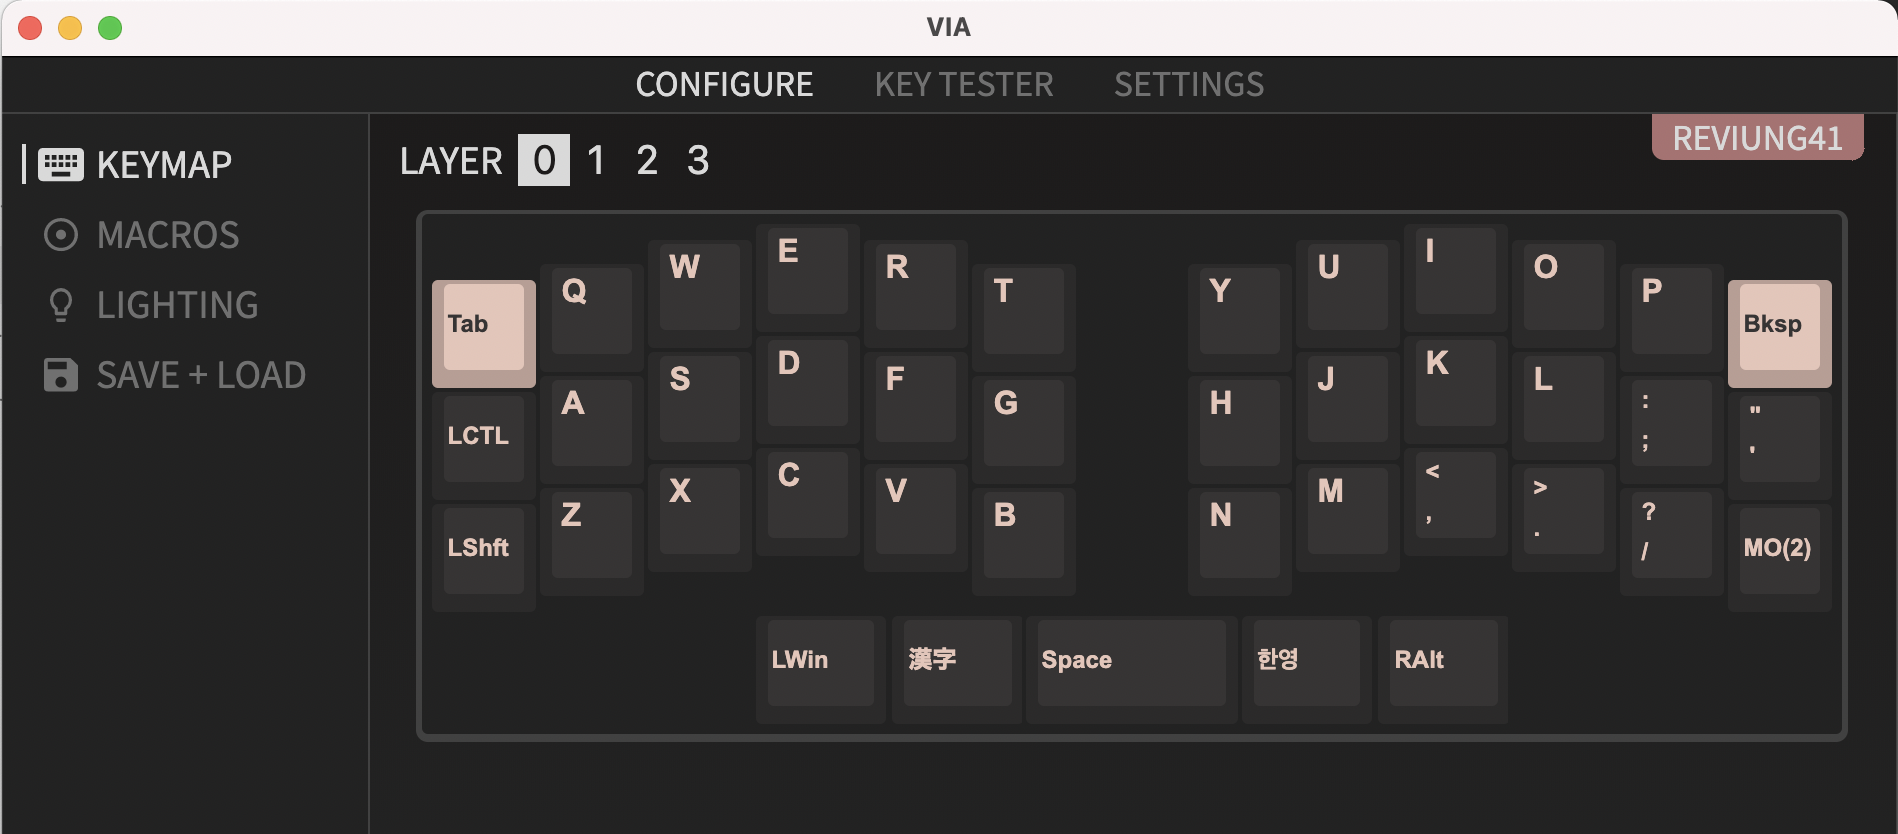 VIA
CONFIGURE KEY TESTER SETTINGS
KEYMAP
MACROS
LIGHTING
SAVE + LOAD
LAYER 0 1 2 3
REVIUNG41
Tab Q W E R T Y U I O P Bksp
LCTL A S D F G H J K L : ; " '
LShft Z X C V B N M < , > . ? / MO(2)
LWin 漢字 Space 한영 RAlt